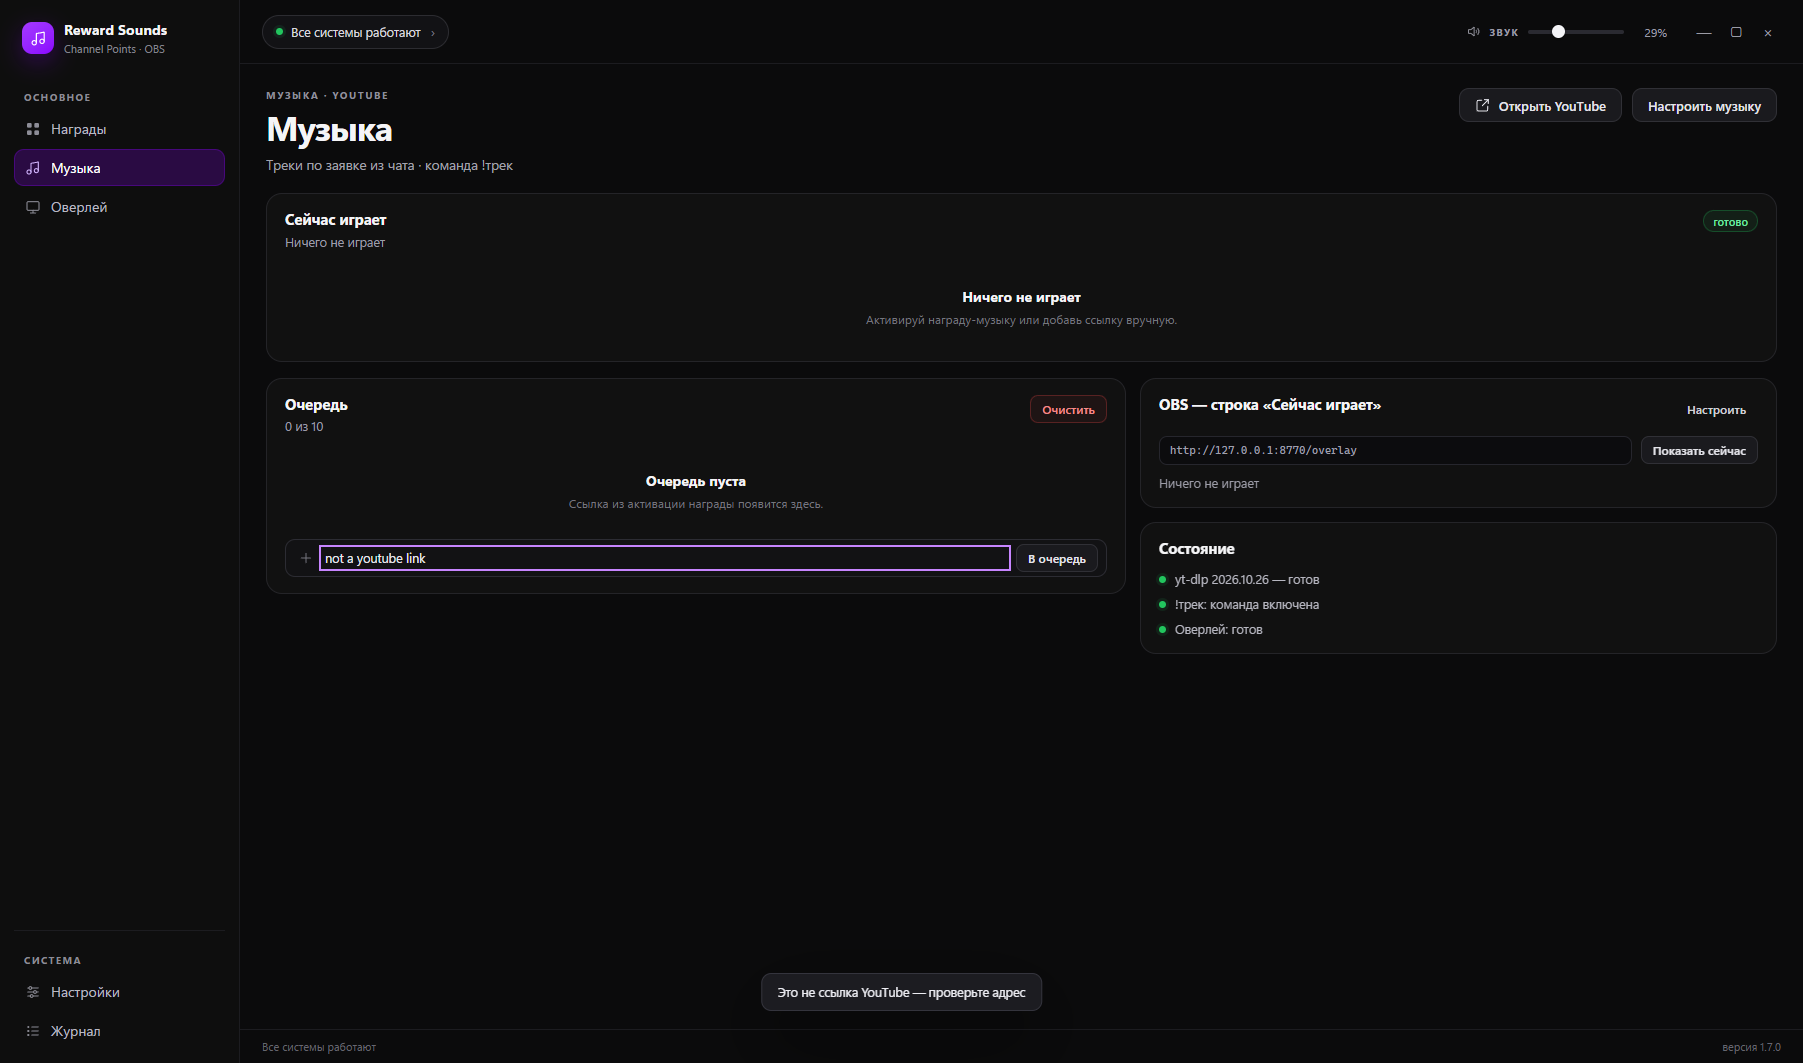 Reward Sounds
Channel Points · OBS
ОСНОВНОЕ
Награды
Музыка
Оверлей
СИСТЕМА
Настройки
Журнал
Все системы работают ›
ЗВУК
29%
МУЗЫКА · YOUTUBE
Музыка
Треки по заявке из чата · команда !трек
Открыть YouTube
Настроить музыку
Сейчас играет
Ничего не играет
готово
Ничего не играет
Активируй награду-музыку или добавь ссылку вручную.
Очередь
0 из 10
Очистить
Очередь пуста
Ссылка из активации награды появится здесь.
not a youtube link
В очередь
OBS — строка «Сейчас играет»
Настроить
http://127.0.0.1:8770/overlay
Показать сейчас
Ничего не играет
Состояние
yt-dlp 2026.10.26 — готов
!трек: команда включена
Оверлей: готов
Это не ссылка YouTube — проверьте адрес
Все системы работают
версия 1.7.0